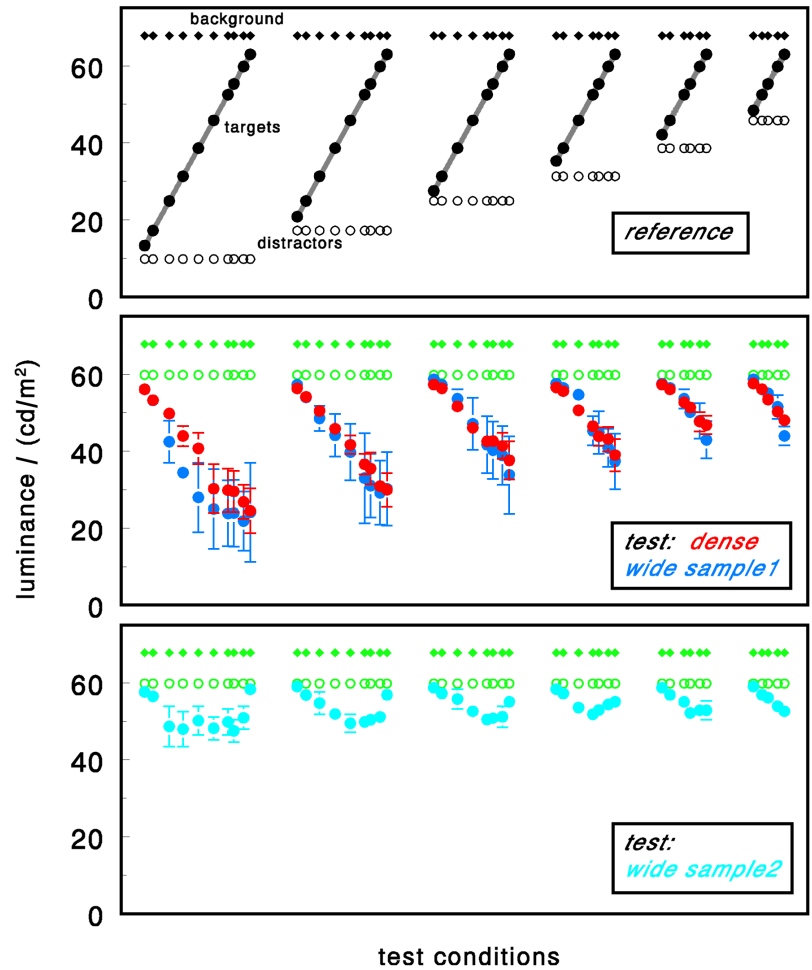 background
60
targets
40
20
distractors
reference
0
60
40
20
test: dense
wide sample1
0
luminance / (cd/m²)
60
40
20
test:
wide sample2
0
test conditions